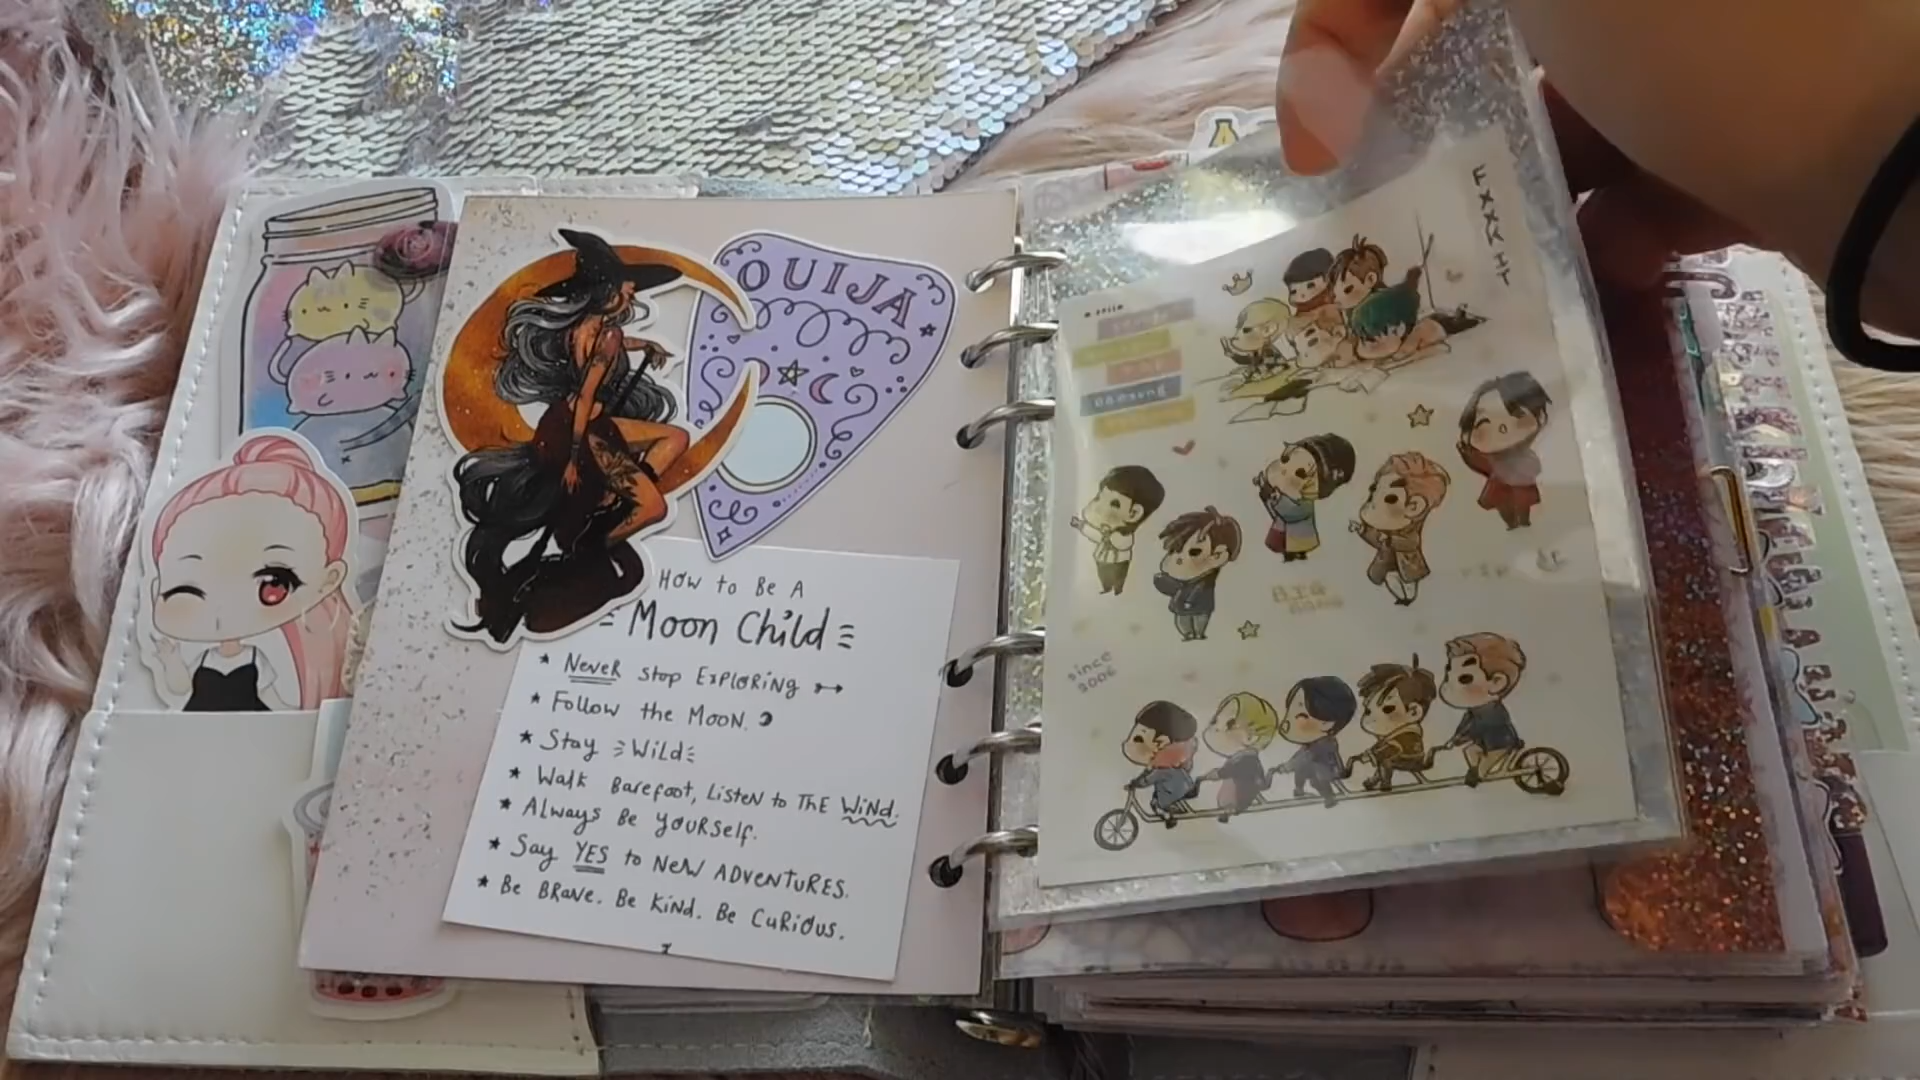 OUIJA
How to Be A
Moon Child
★ Never Stop Exploring
★ Follow the Moon.
★ Stay Wild
★ Walk Barefoot, Listen to The Wind.
★ Always Be Yourself.
★ Say YES to New Adventures.
★ Be Brave. Be Kind. Be Curious.
FXXK IT
Daesung
BIG
since
2006